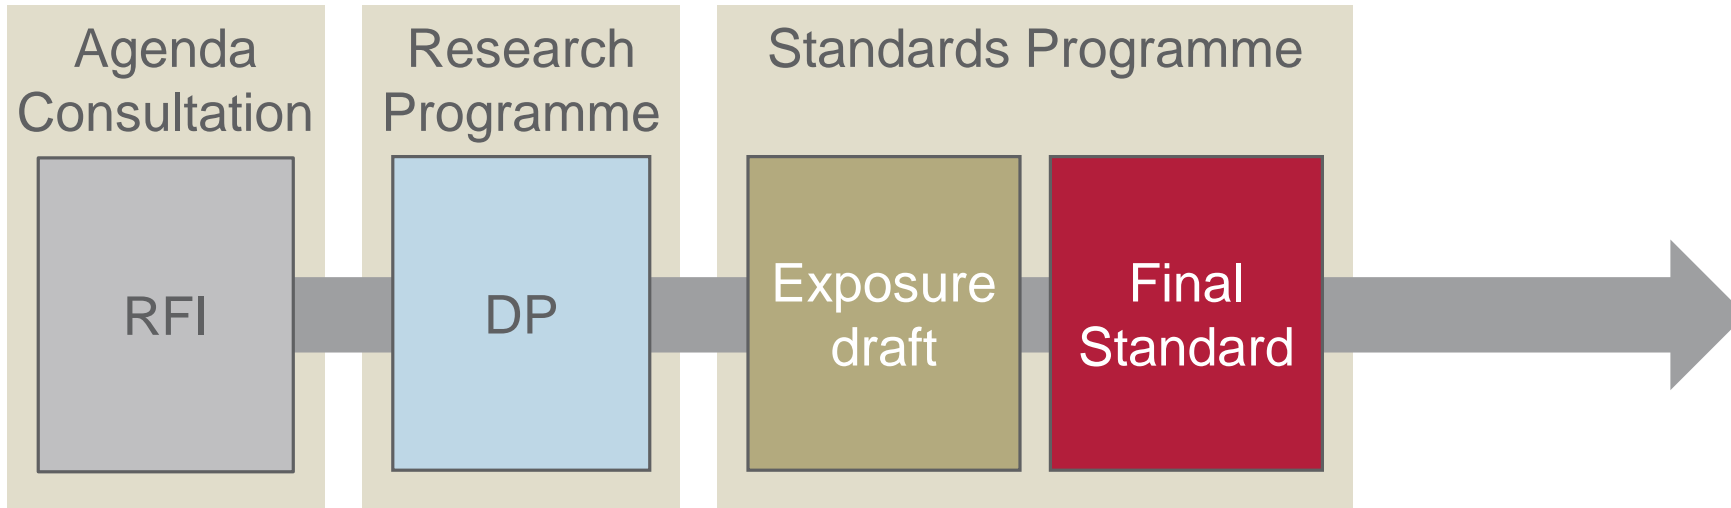 Agenda
Consultation
RFI
Research
Programme
DP
Standards Programme
Exposure
draft
Final
Standard